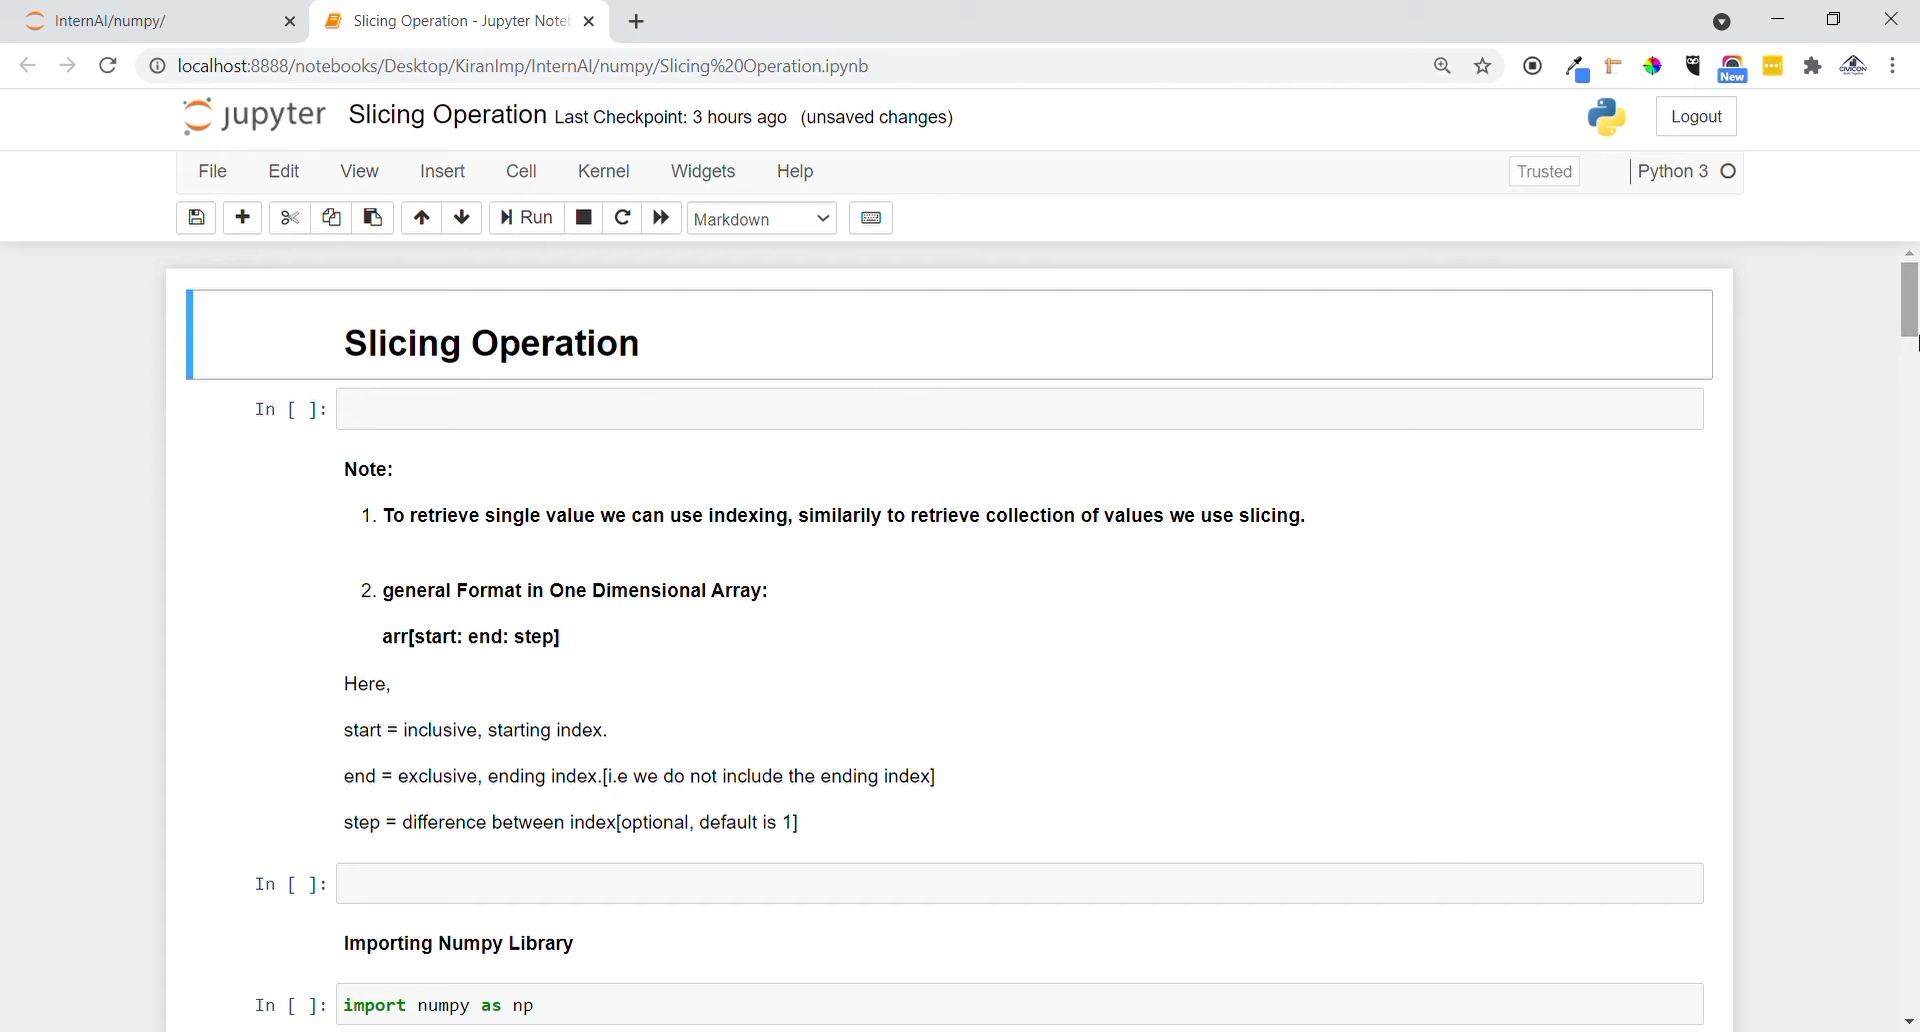 InternAI/numpy/
Slicing Operation - Jupyter Note
localhost:8888/notebooks/Desktop/KiranImp/InternAI/numpy/Slicing%20Operation.ipynb
New
CIVICON
jupyter Slicing Operation Last Checkpoint: 3 hours ago (unsaved changes)
Logout
File Edit View Insert Cell Kernel Widgets Help
Trusted
Python 3
Run
Markdown
Slicing Operation
In [ ]:
Note:
1. To retrieve single value we can use indexing, similarily to retrieve collection of values we use slicing.
2. general Format in One Dimensional Array:
arr[start: end: step]
Here,
start = inclusive, starting index.
end = exclusive, ending index.[i.e we do not include the ending index]
step = difference between index[optional, default is 1]
In [ ]:
Importing Numpy Library
In [ ]: import numpy as np